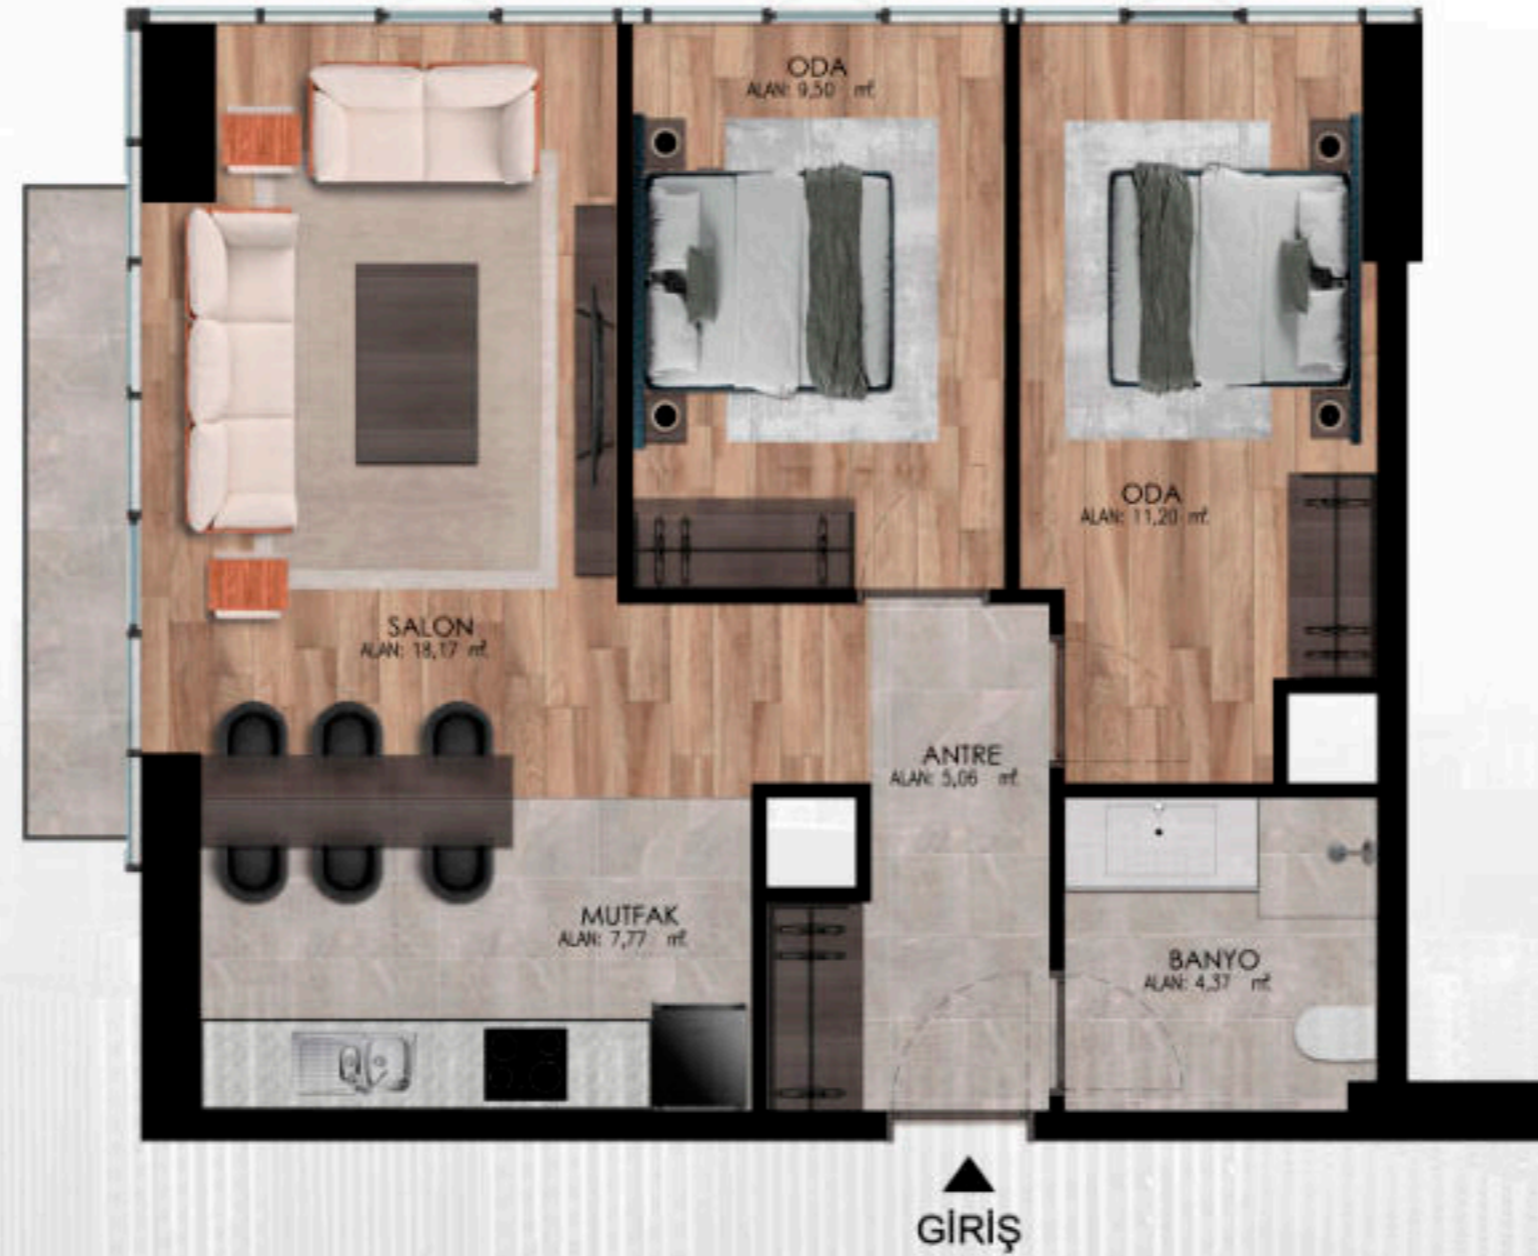 ODA
ALAN: 9,50 m²
ODA
ALAN: 11,20 m²
SALON
ALAN: 18,17 m²
ANTRE
ALAN: 5,06 m²
MUTFAK
ALAN: 7,77 m²
BANYO
ALAN: 4,37 m²
GİRİŞ